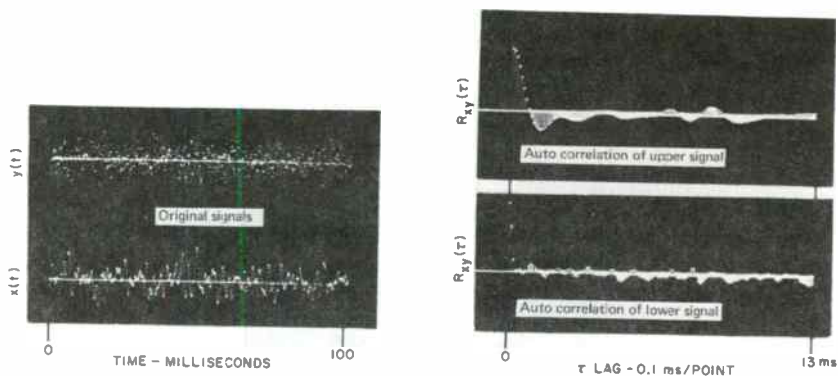 y(t)
Original signals
x(t)
0
100
TIME – MILLISECONDS
Rxy(τ)
Auto correlation of upper signal
Rxy(τ)
Auto correlation of lower signal
0
13 ms
τ LAG - 0.1 ms/POINT